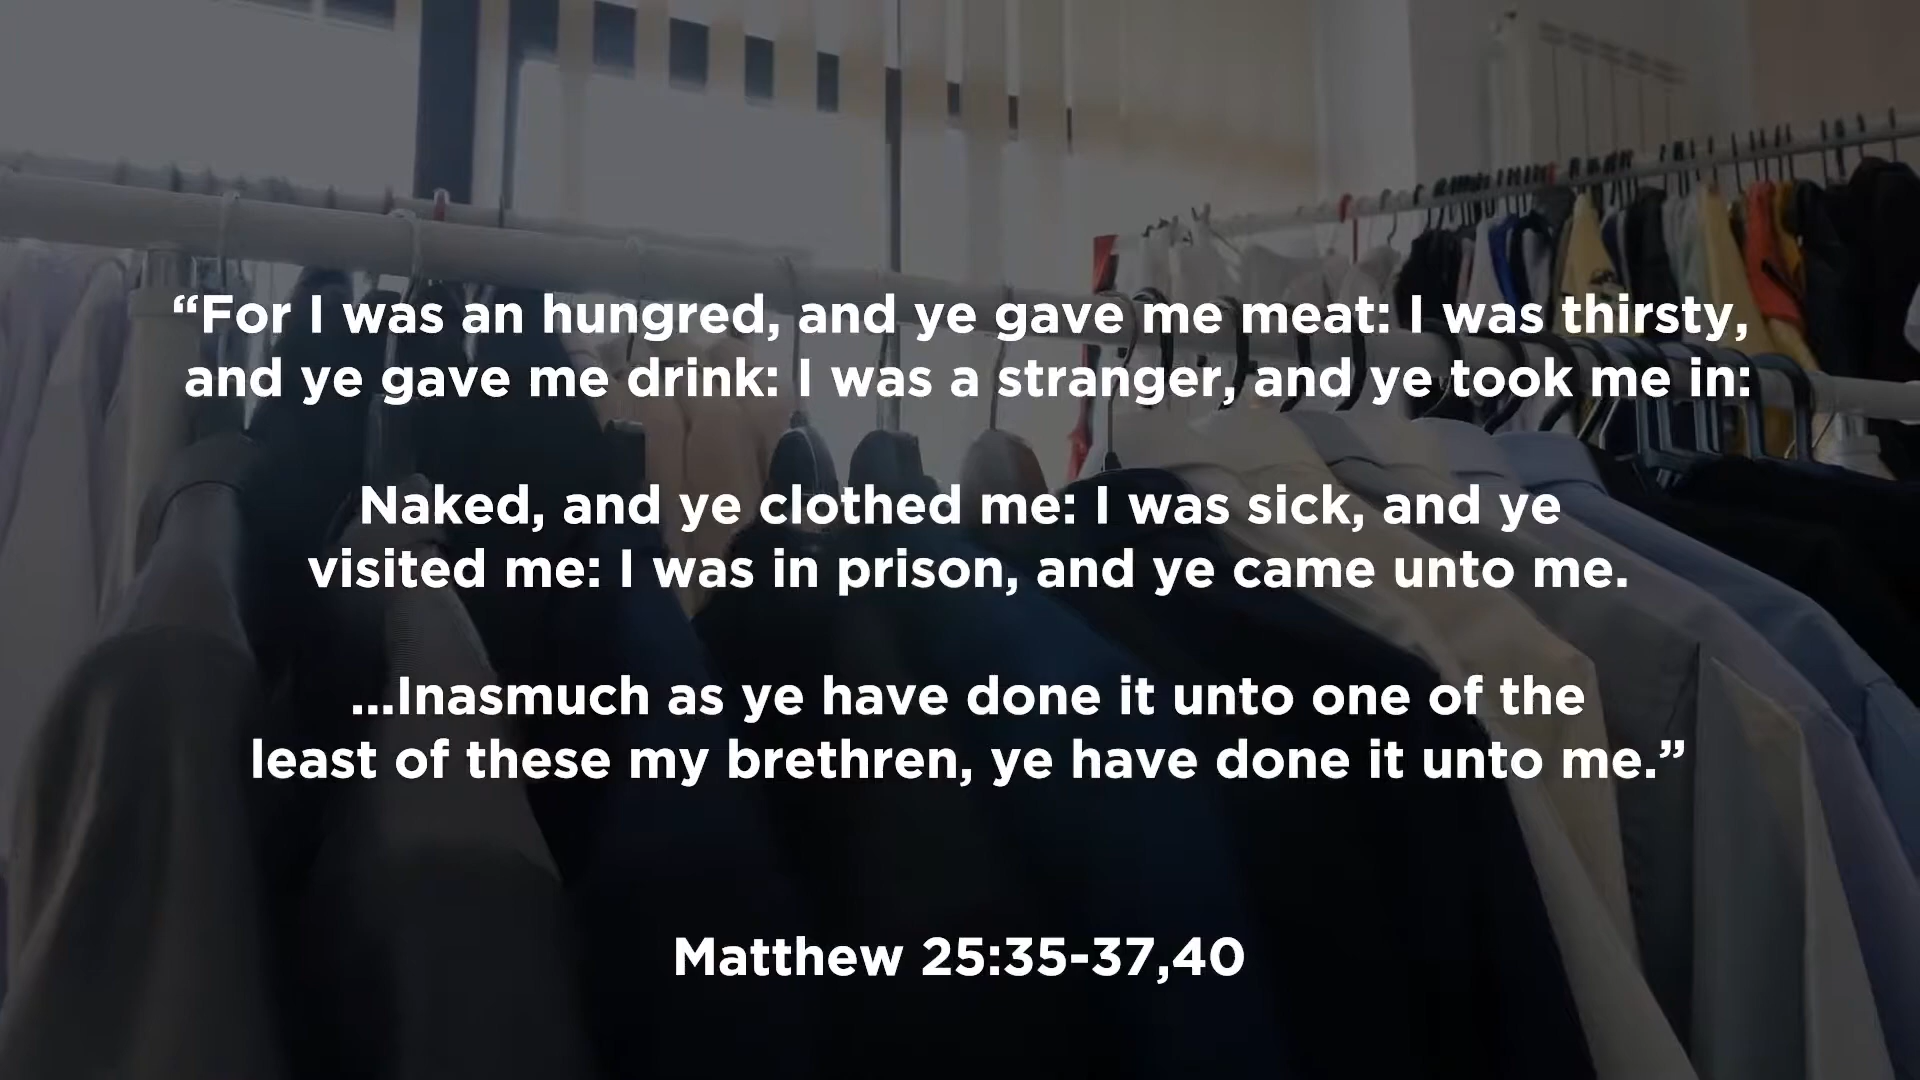 “For I was an hungred, and ye gave me meat: I was thirsty,
and ye gave me drink: I was a stranger, and ye took me in:
Naked, and ye clothed me: I was sick, and ye
visited me: I was in prison, and ye came unto me.
...Inasmuch as ye have done it unto one of the
least of these my brethren, ye have done it unto me.”
Matthew 25:35-37,40